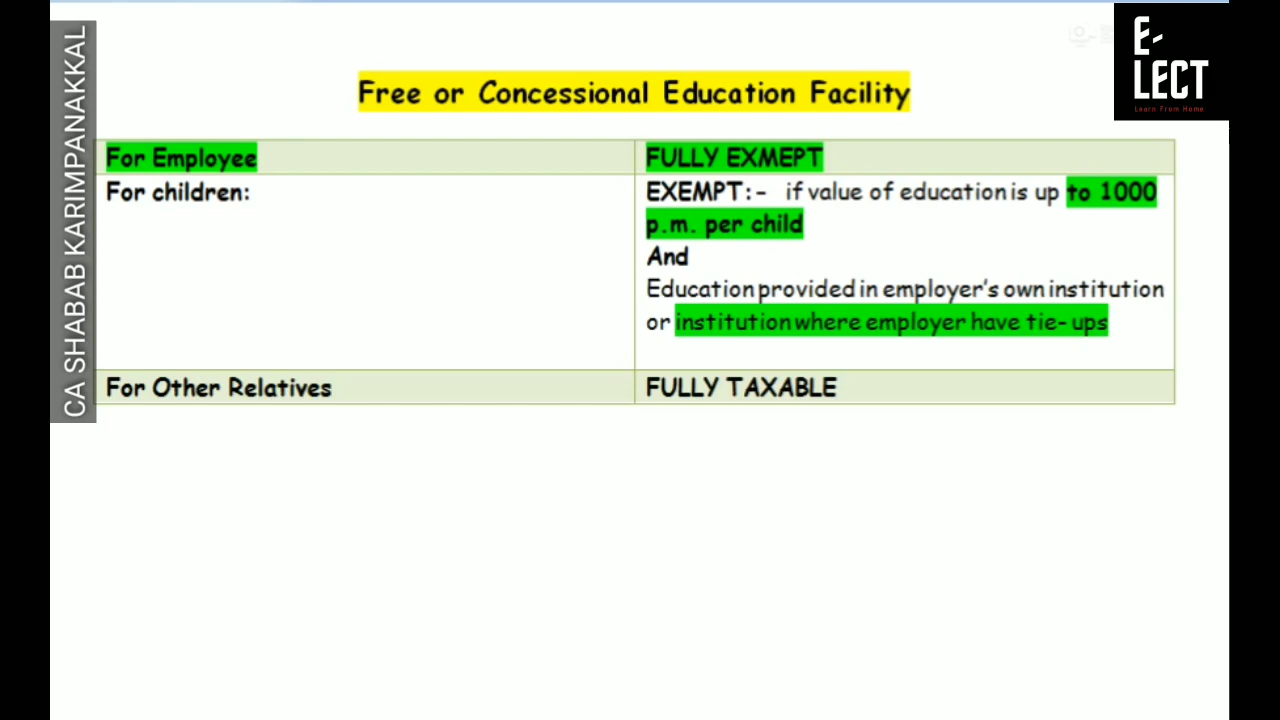 E-
LECT
Learn From Home
CA SHABAB KARIMPANAKKAL
Free or Concessional Education Facility
For Employee
FULLY EXMEPT
For children:
EXEMPT:- if value of education is up to 1000
p.m. per child
And
Education provided in employer's own institution
or institution where employer have tie- ups
For Other Relatives
FULLY TAXABLE